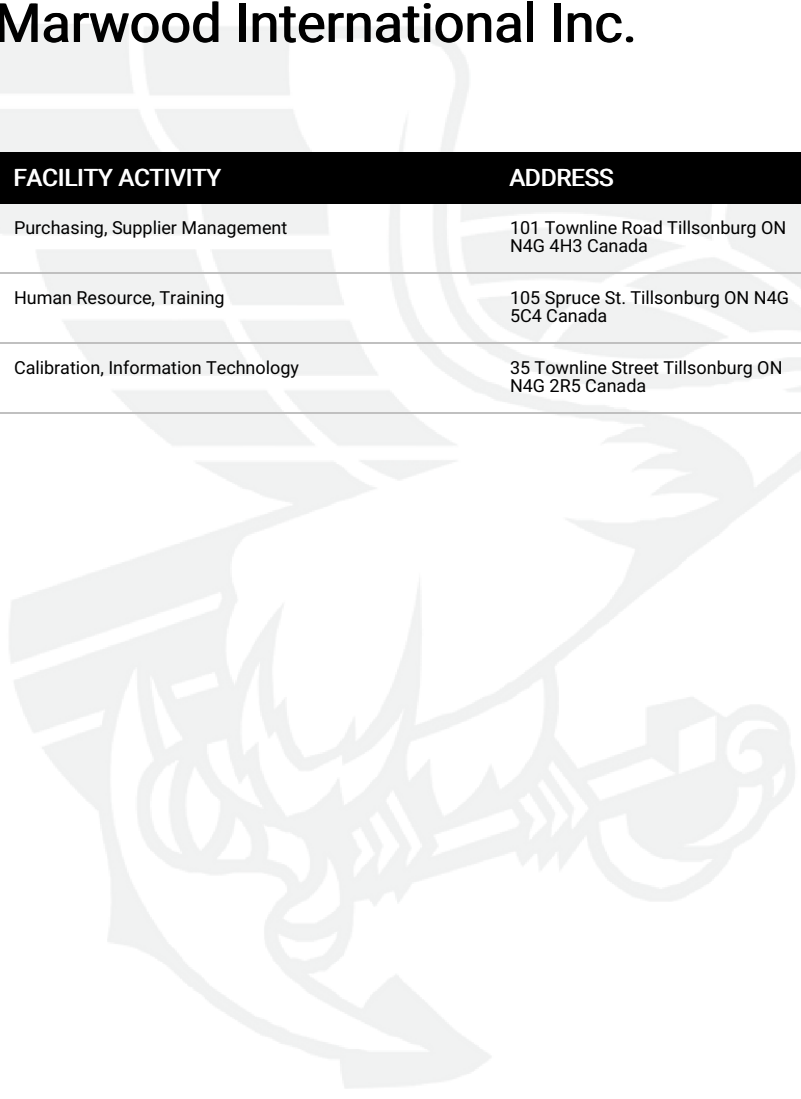 Marwood International Inc.
FACILITY ACTIVITY
ADDRESS
Purchasing, Supplier Management
101 Townline Road Tillsonburg ON
N4G 4H3 Canada
Human Resource, Training
105 Spruce St. Tillsonburg ON N4G
5C4 Canada
Calibration, Information Technology
35 Townline Street Tillsonburg ON
N4G 2R5 Canada